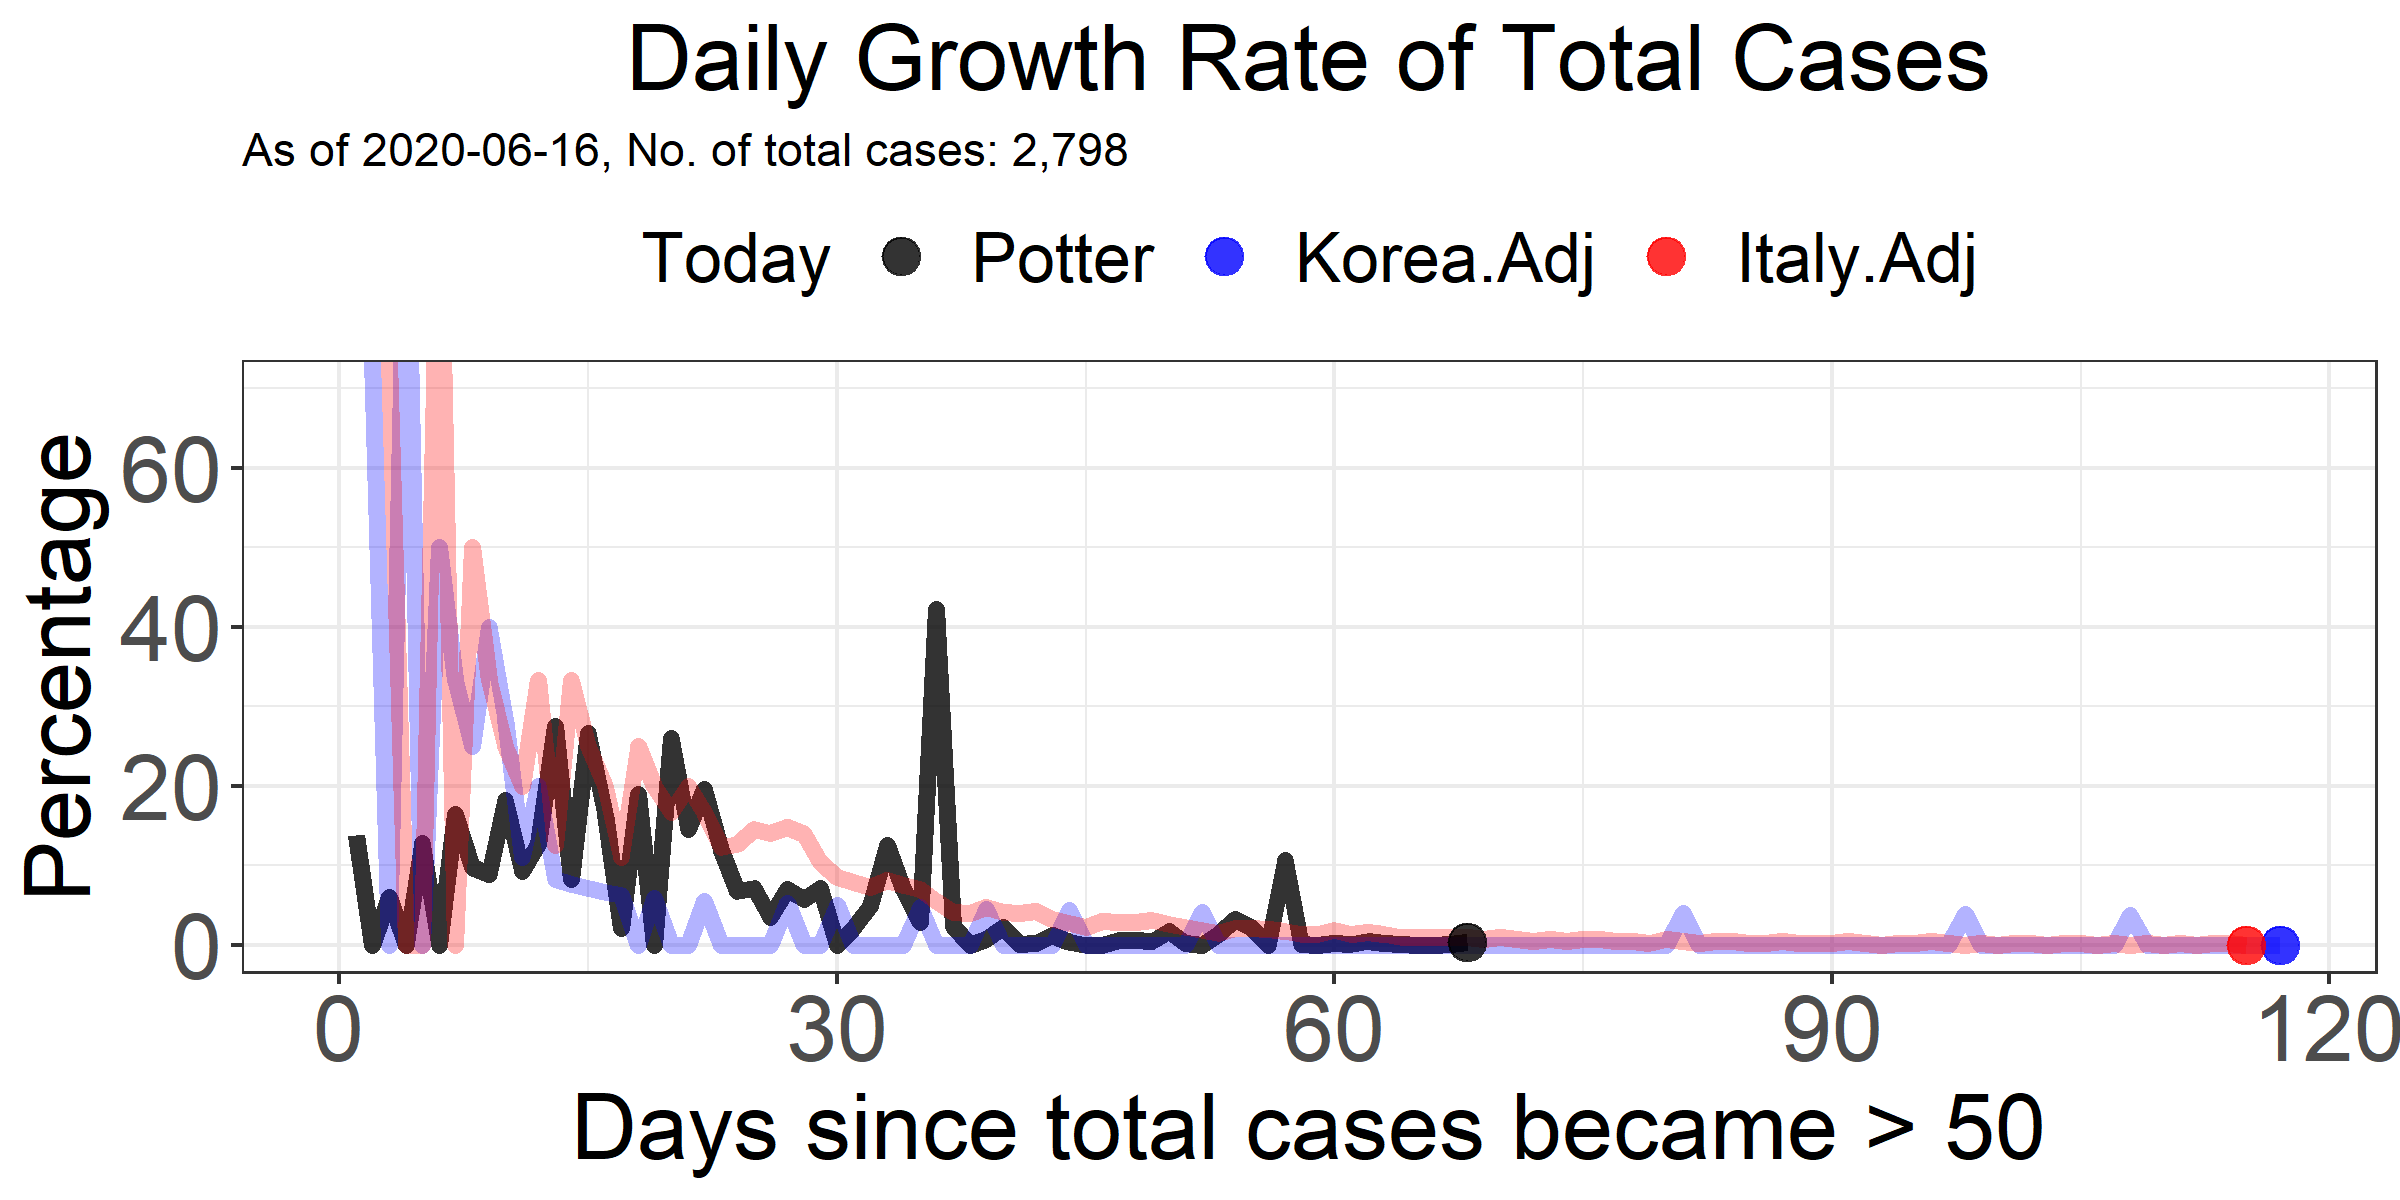 Daily Growth Rate of Total Cases
As of 2020-06-16, No. of total cases: 2,798
Today Potter Korea.Adj Italy.Adj
Percentage
60
40
20
0
0 30 60 90 120
Days since total cases became > 50